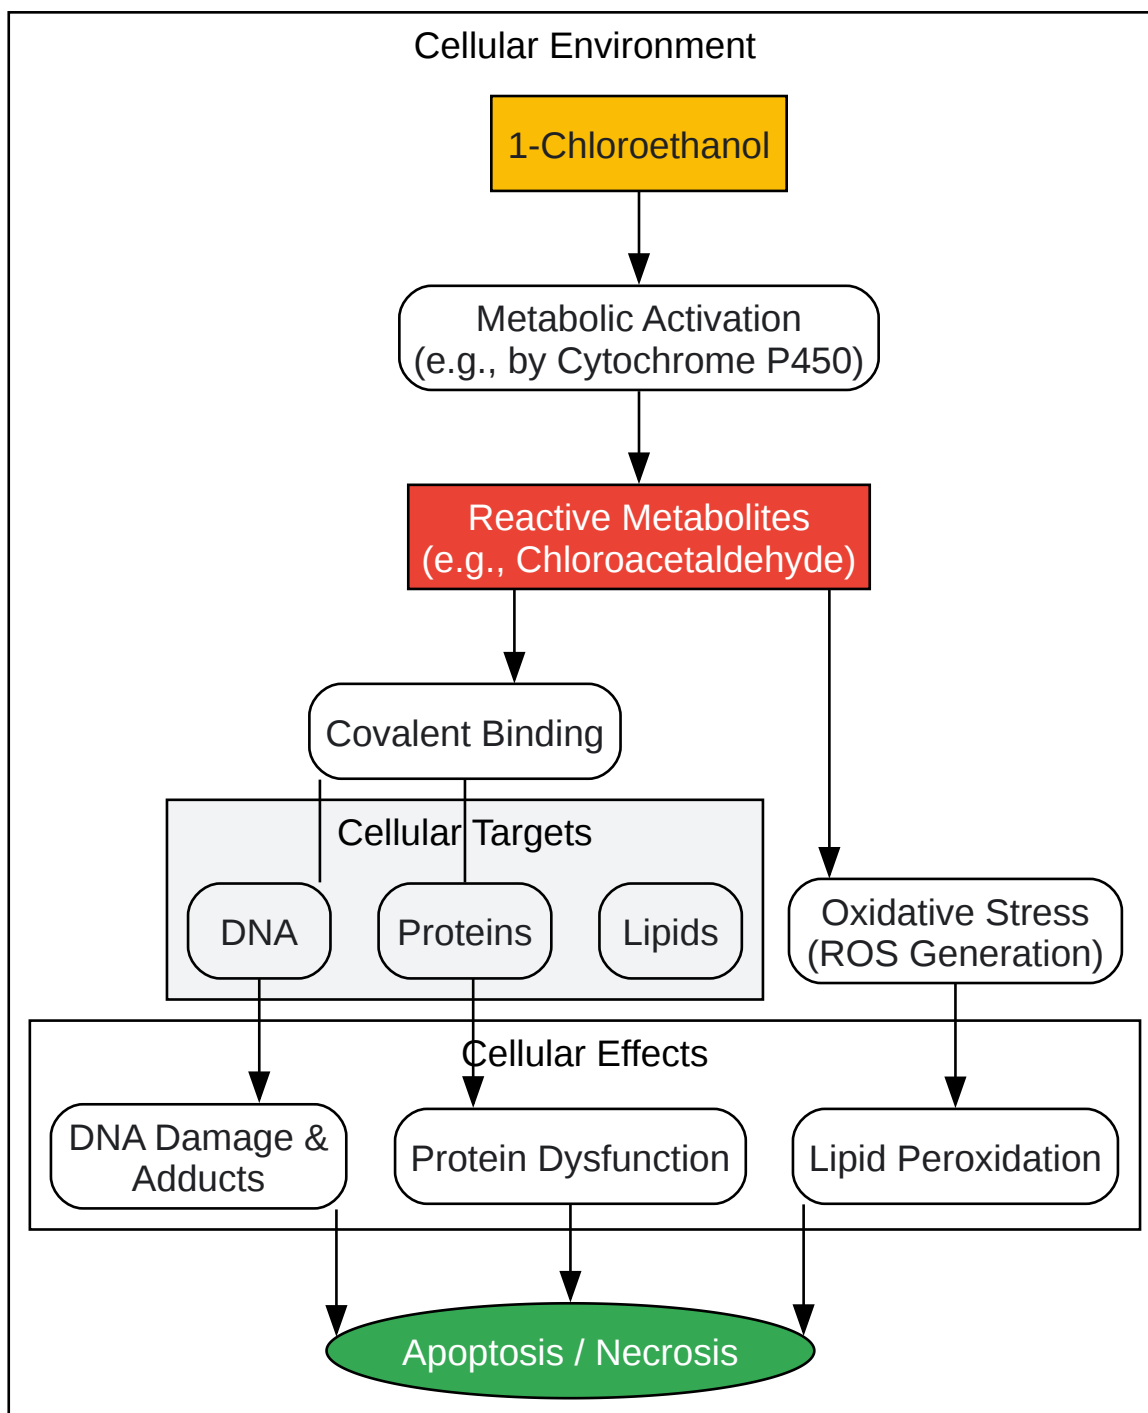 Cellular Environment
1-Chloroethanol
Metabolic Activation
(e.g., by Cytochrome P450)
Reactive Metabolites
(e.g., Chloroacetaldehyde)
Covalent Binding
Cellular Targets
DNA
Proteins
Lipids
Oxidative Stress
(ROS Generation)
Cellular Effects
DNA Damage &
Adducts
Protein Dysfunction
Lipid Peroxidation
Apoptosis / Necrosis